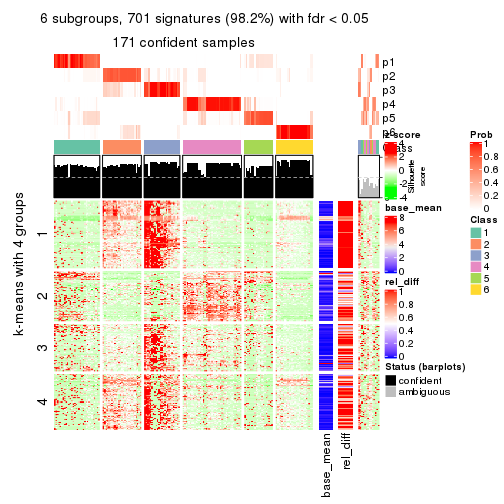 6 subgroups, 701 signatures (98.2%) with fdr < 0.05
171 confident samples
p1
p2
p3
p4
p5
p6
Class
Silhouette
score
z-score
4
2
0
-2
-4
Prob
1
0.8
0.6
0.4
0.2
0
Class
1
2
3
4
5
6
base_mean
8
6
4
2
0
rel_diff
1
0.8
0.6
0.4
0.2
0
Status (barplots)
confident
ambiguous
k-means with 4 groups
1
2
3
4
base_mean
rel_diff